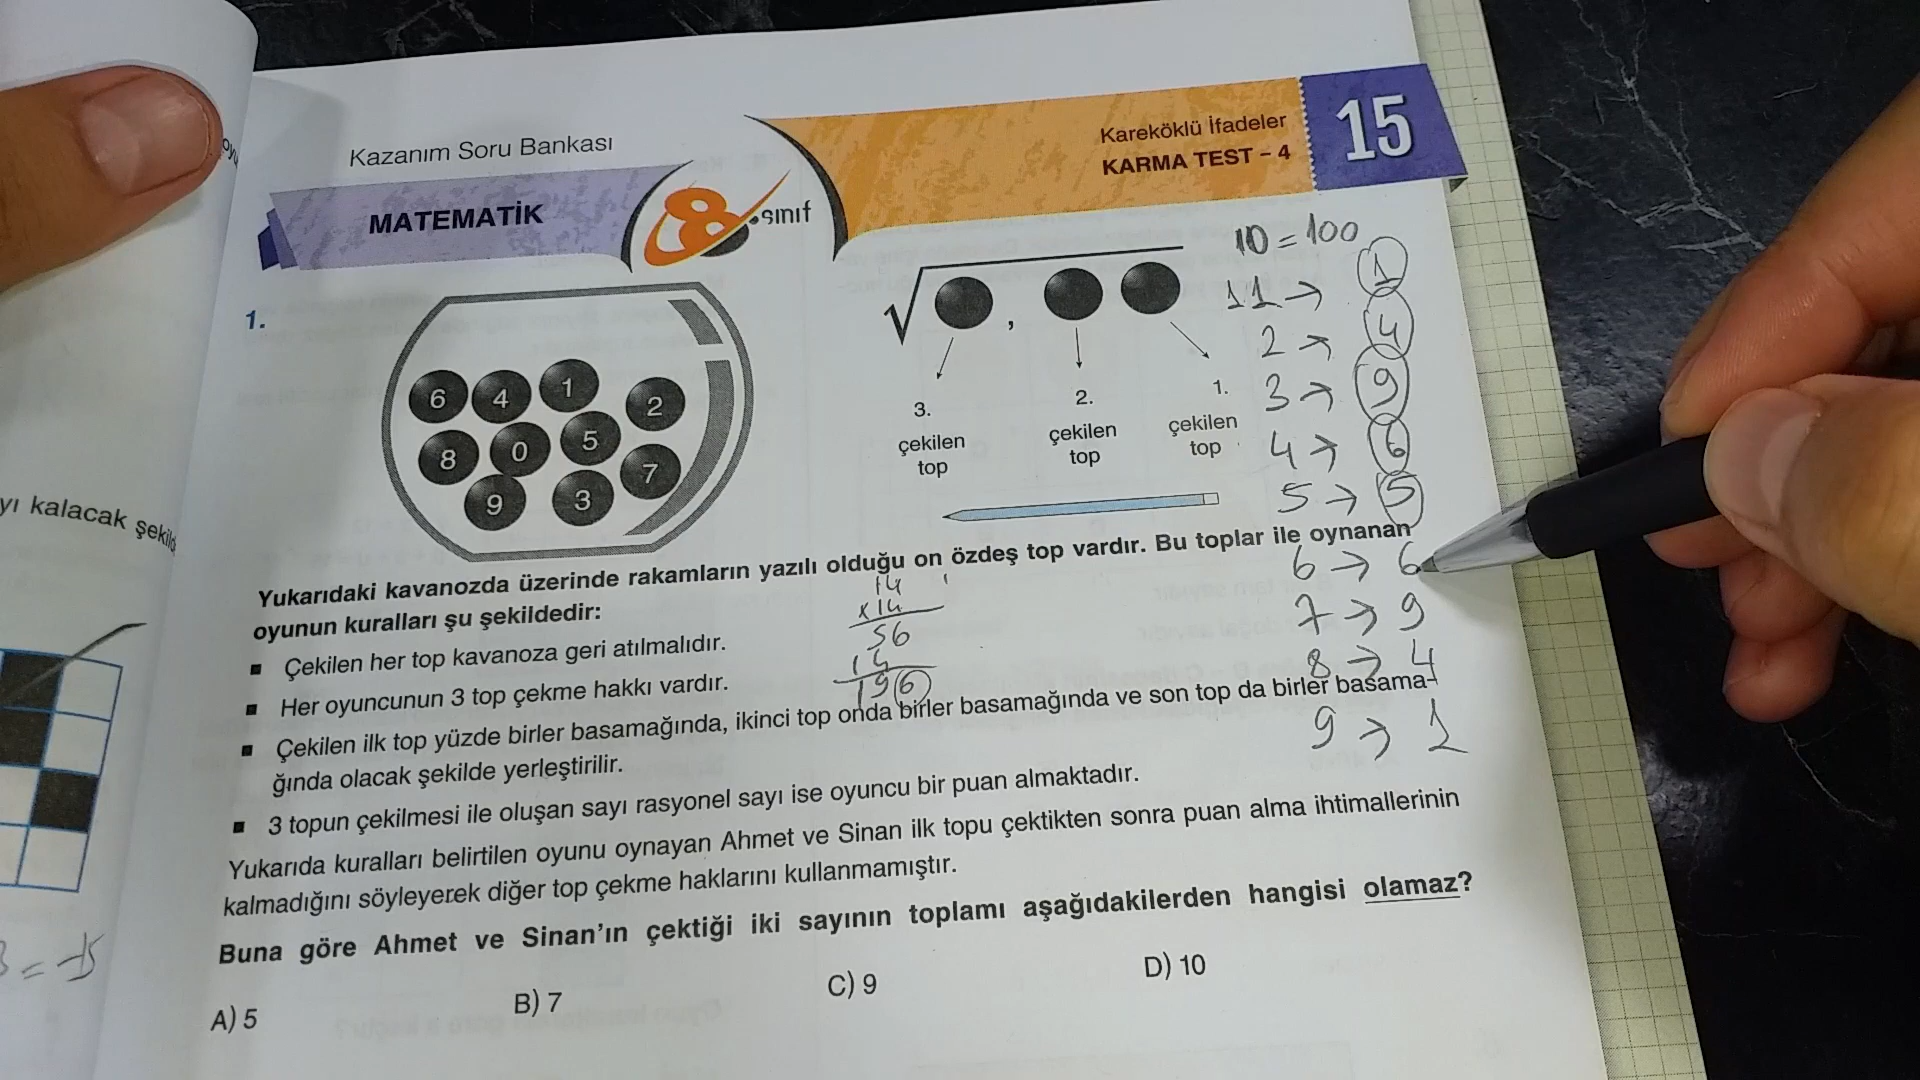 Kazanım Soru Bankası
MATEMATİK
8.sınıf
Kareköklü İfadeler
KARMA TEST – 4
15
10 = 100
11 → 1
2 → 4
3 → 9
4 → 6
5 → 5
6 → 6
7 → 9
8 → 4
9 → 1
1.
6 4 1 2
8 0 5 7
9 3
√ ,
3. çekilen top
2. çekilen top
1. çekilen top
yı kalacak şekild
Yukarıdaki kavanozda üzerinde rakamların yazılı olduğu on özdeş top vardır. Bu toplar ile oynanan
oyunun kuralları şu şekildedir:
14
x 14
56
14
196
▪ Çekilen her top kavanoza geri atılmalıdır.
▪ Her oyuncunun 3 top çekme hakkı vardır.
▪ Çekilen ilk top yüzde birler basamağında, ikinci top onda birler basamağında ve son top da birler basama-
ğında olacak şekilde yerleştirilir.
▪ 3 topun çekilmesi ile oluşan sayı rasyonel sayı ise oyuncu bir puan almaktadır.
Yukarıda kuralları belirtilen oyunu oynayan Ahmet ve Sinan ilk topu çektikten sonra puan alma ihtimallerinin
kalmadığını söyleyerek diğer top çekme haklarını kullanmamıştır.
Buna göre Ahmet ve Sinan'ın çektiği iki sayının toplamı aşağıdakilerden hangisi olamaz?
A) 5
B) 7
C) 9
D) 10